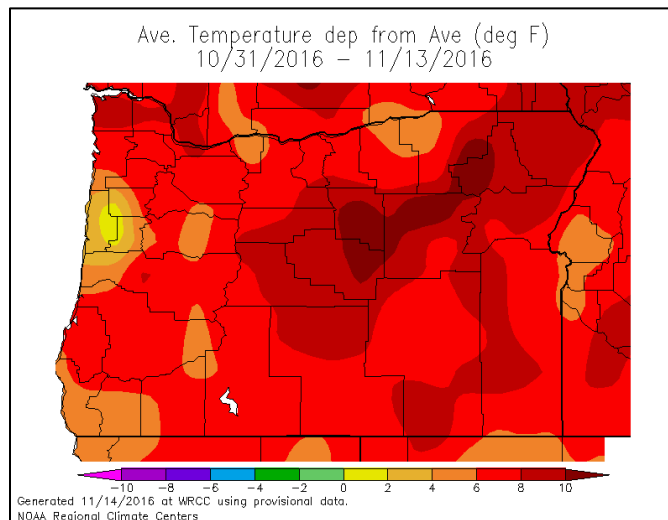 Ave. Temperature dep from Ave (deg F)
10/31/2016 – 11/13/2016
-10 -8 -6 -4 -2 0 2 4 6 8 10
Generated 11/14/2016 at WRCC using provisional data.
NOAA Regional Climate Centers